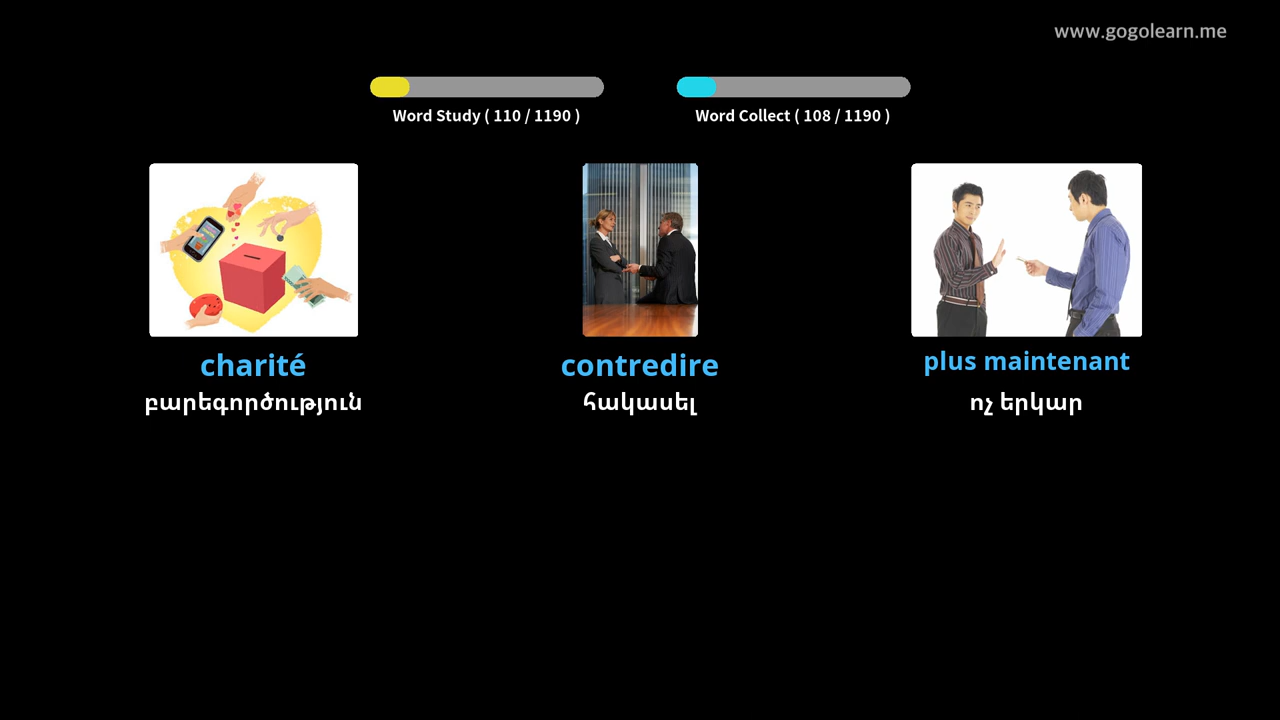 www.gogolearn.me
Word Study ( 110 / 1190 )
Word Collect ( 108 / 1190 )
charité
contredire
plus maintenant
բարեգործություն
հակասել
ոչ երկար